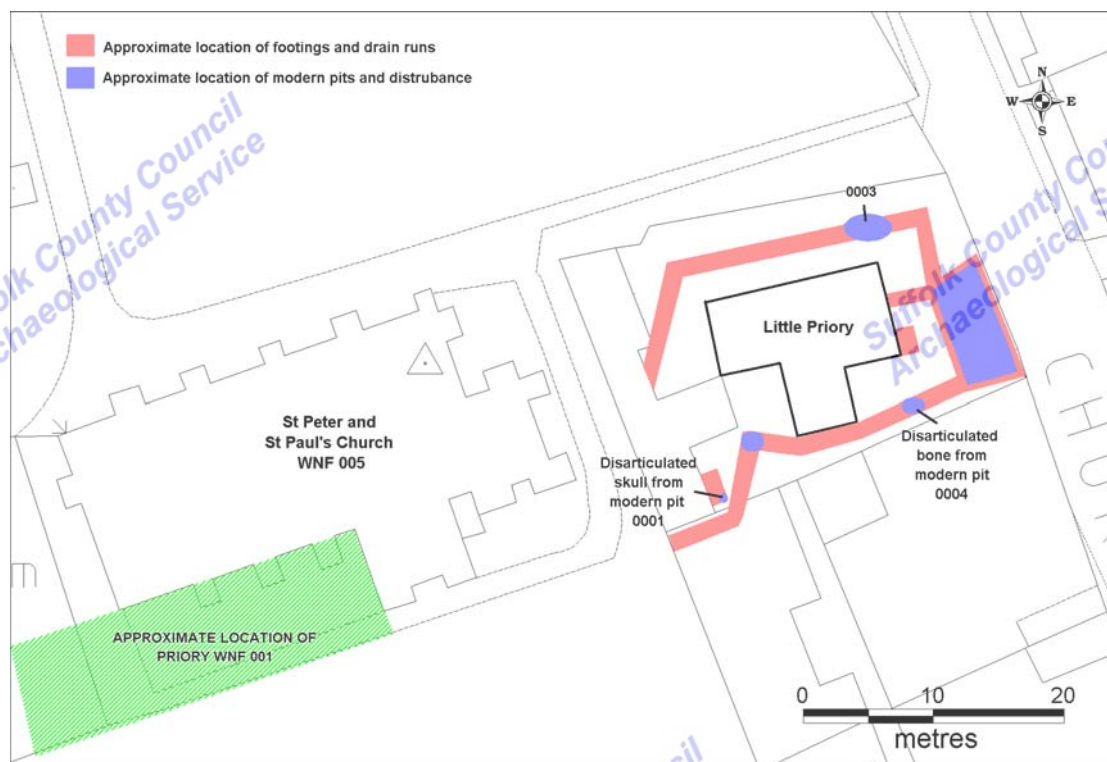 Approximate location of footings and drain runs
Approximate location of modern pits and distrubance
N
W E
S
Suffolk County Council
Archaeological Service
0003
Suffolk County Cou
Archaeological Se
Little Priory
St Peter and
St Paul's Church
WNF 005
Disarticulated
skull from
modern pit
0001
Disarticulated
bone from
modern pit
0004
APPROXIMATE LOCATION OF
PRIORY WNF 001
0 10 20
metres